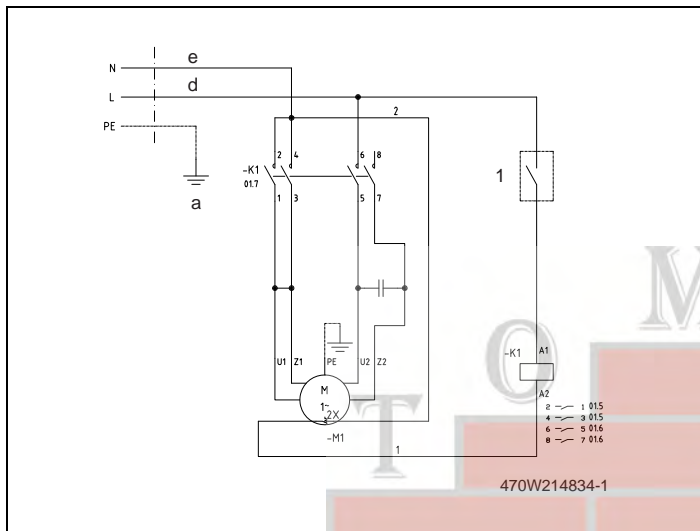 e
N
d
L
2
PE
2 4 6 8
-K1
01.7
1
a
1 3 5 7
U1 Z1 PE U2 Z2
M
1~
2X
-M1
-K1
A1
A2
2 1 01.5
4 3 01.5
6 5 01.6
8 7 01.6
1
470W214834-1
T O M